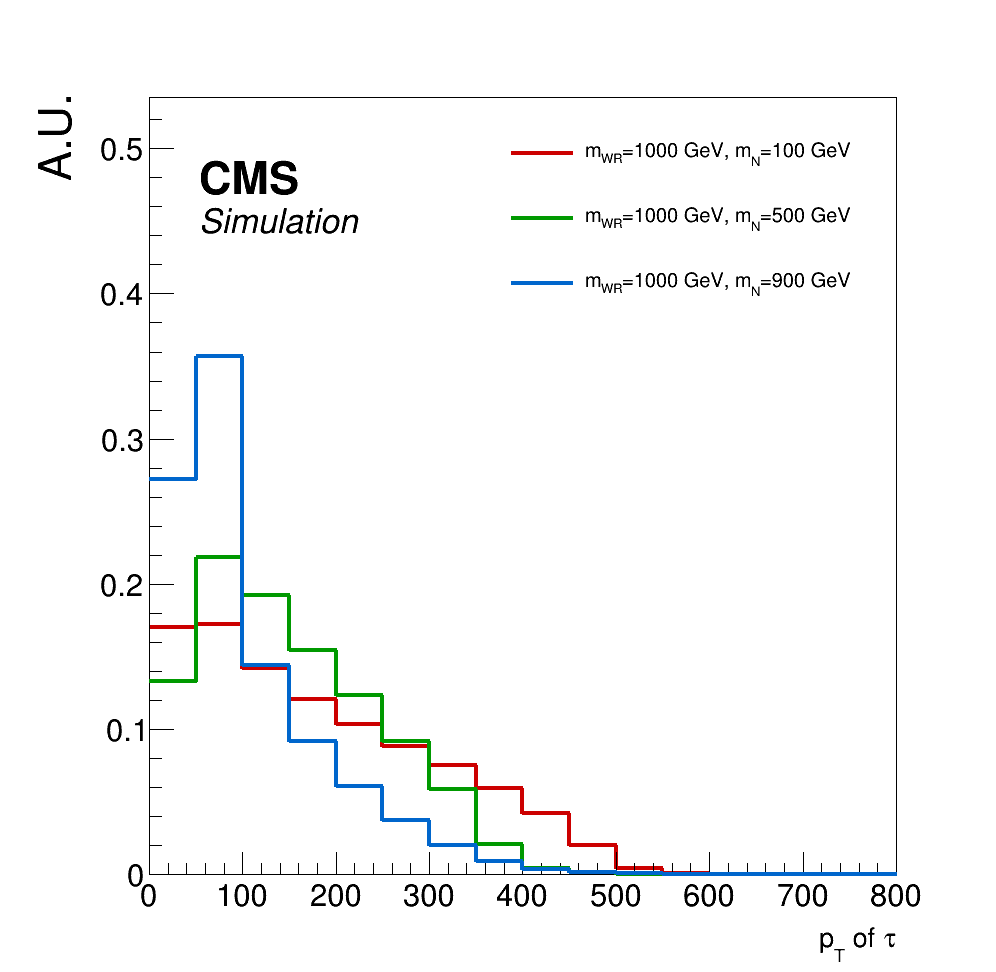 A.U.
0.5
0.4
0.3
0.2
0.1
0
CMS
Simulation
m_WR=1000 GeV, m_N=100 GeV
m_WR=1000 GeV, m_N=500 GeV
m_WR=1000 GeV, m_N=900 GeV
0 100 200 300 400 500 600 700 800
p_T of τ